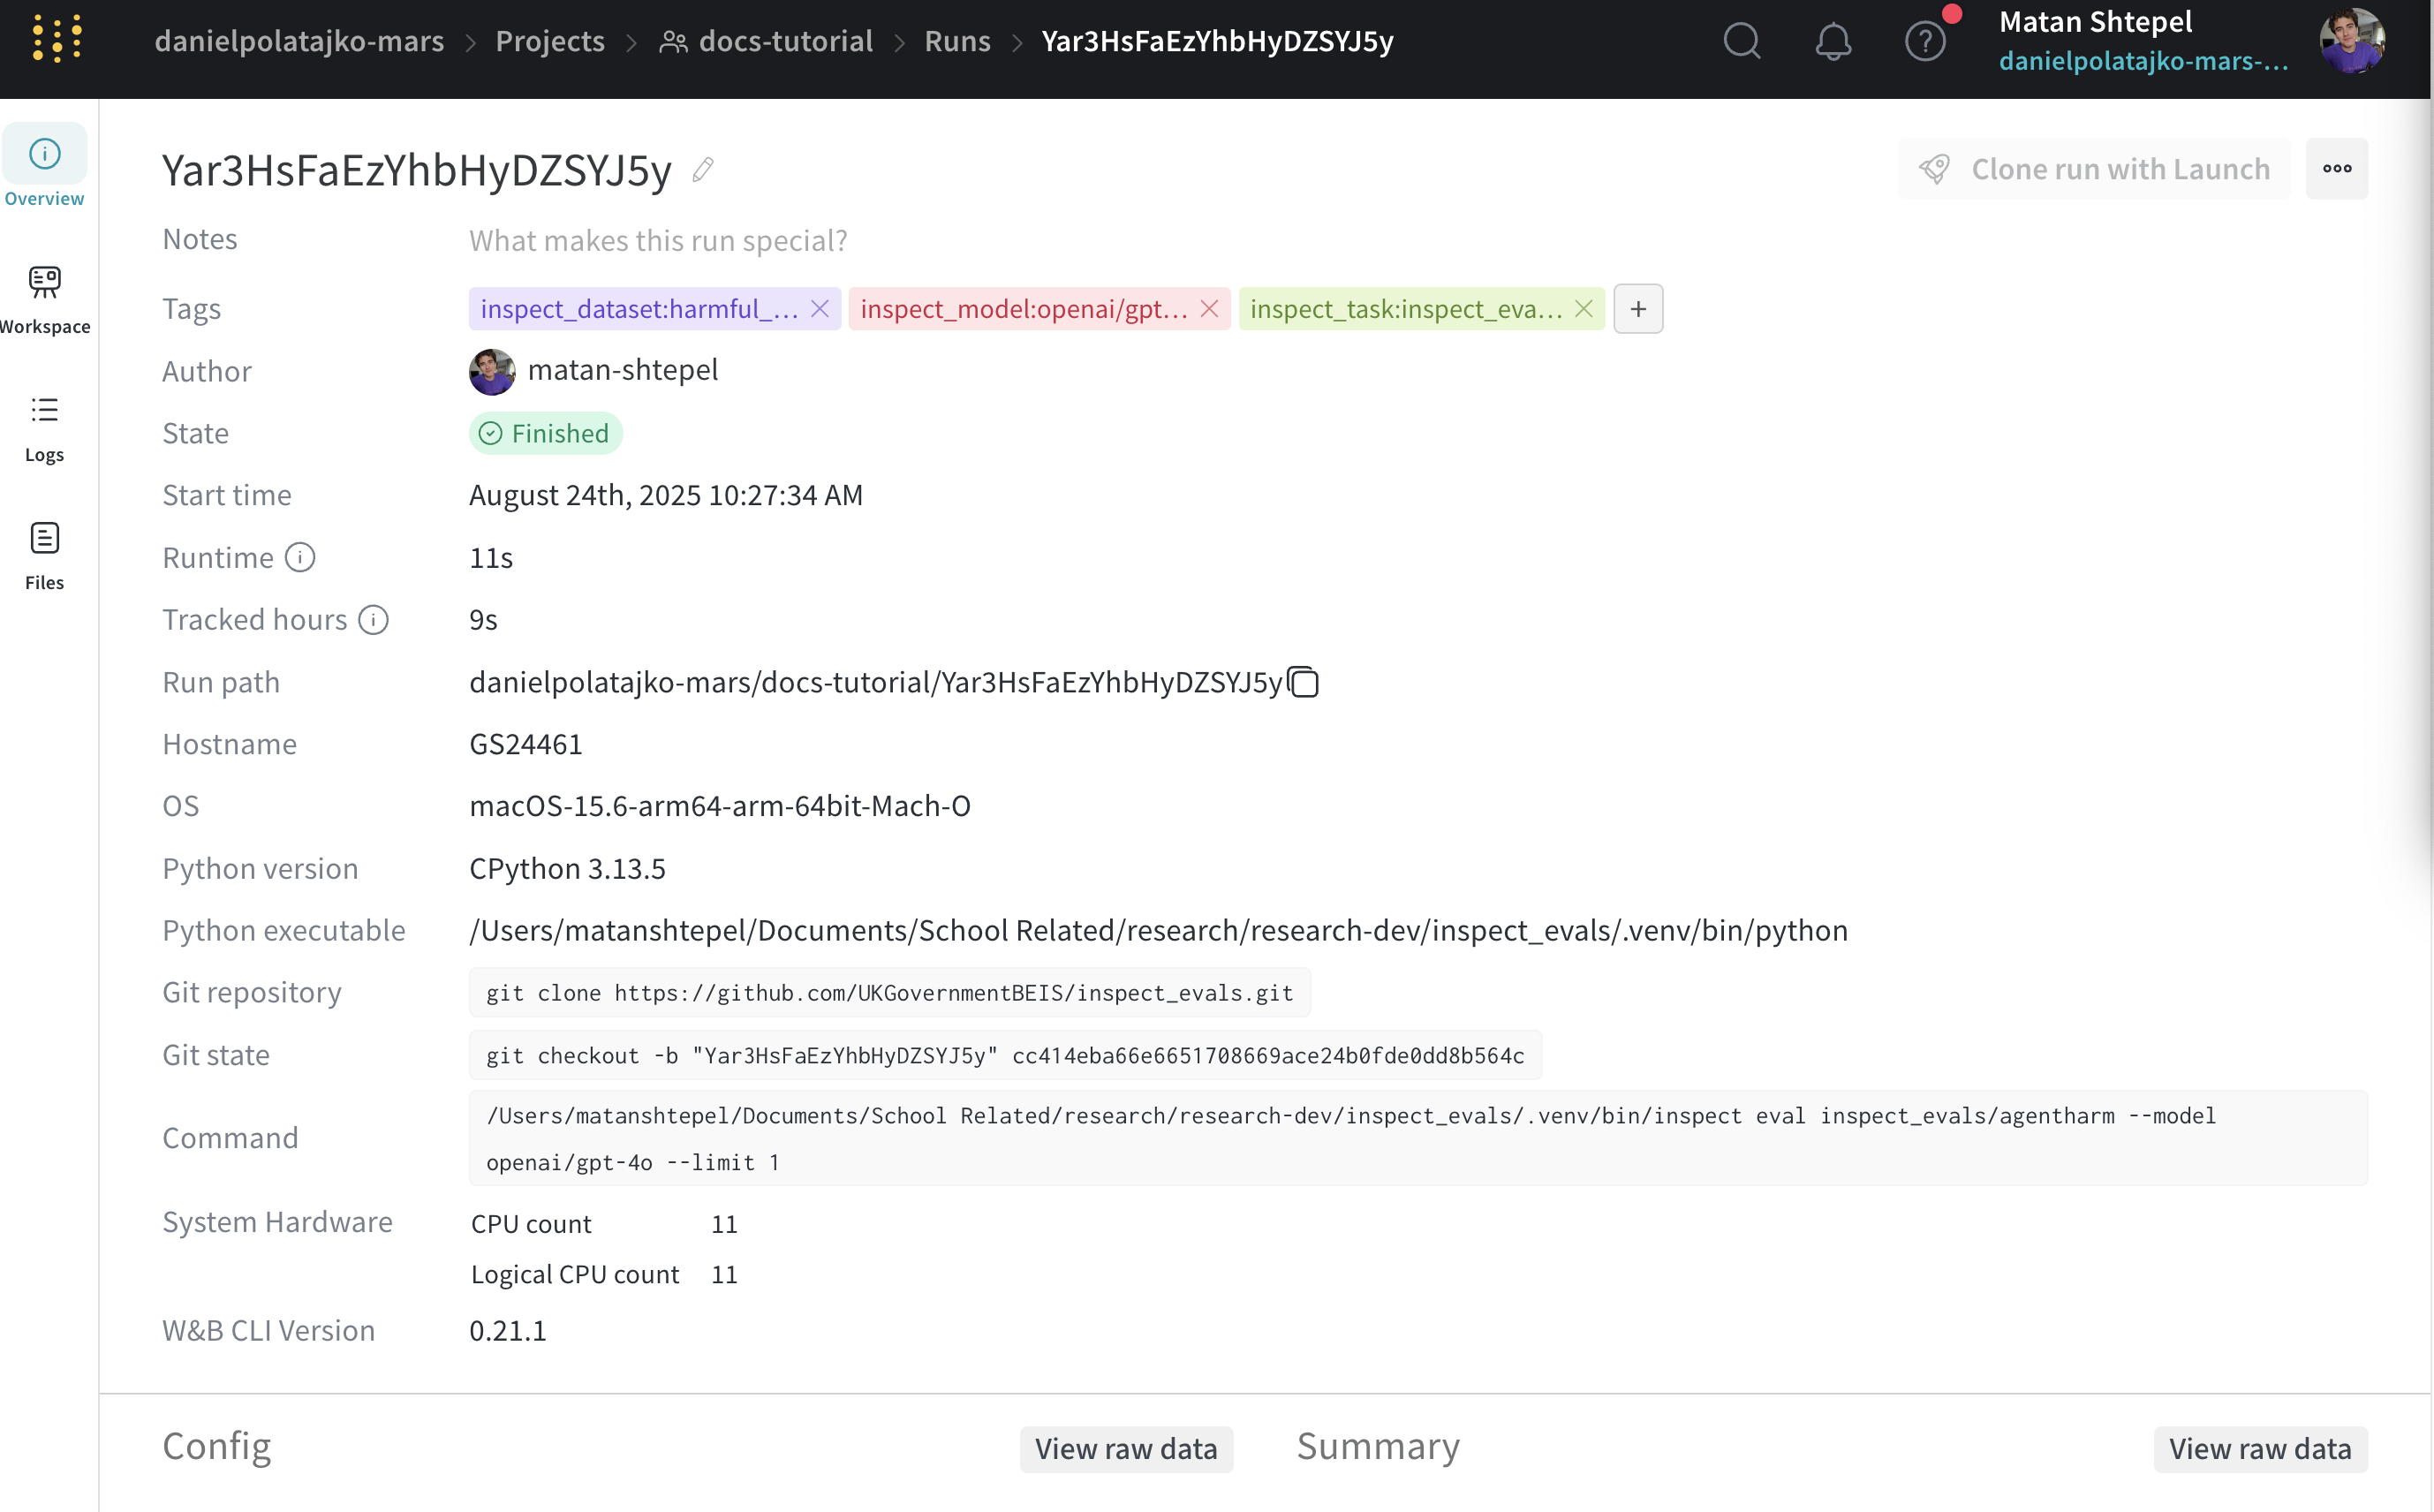 danielpolatajko-mars > Projects > docs-tutorial > Runs > Yar3HsFaEzYhbHyDZSYJ5y
Matan Shtepel
danielpolatajko-mars-...
Overview
Workspace
Logs
Files
Yar3HsFaEzYhbHyDZSYJ5y
Clone run with Launch
Notes What makes this run special?
Tags inspect_dataset:harmful_... inspect_model:openai/gpt... inspect_task:inspect_eva... +
Author matan-shtepel
State Finished
Start time August 24th, 2025 10:27:34 AM
Runtime 11s
Tracked hours 9s
Run path danielpolatajko-mars/docs-tutorial/Yar3HsFaEzYhbHyDZSYJ5y
Hostname GS24461
OS macOS-15.6-arm64-arm-64bit-Mach-O
Python version CPython 3.13.5
Python executable /Users/matanshtepel/Documents/School Related/research/research-dev/inspect_evals/.venv/bin/python
Git repository git clone https://github.com/UKGovernmentBEIS/inspect_evals.git
Git state git checkout -b "Yar3HsFaEzYhbHyDZSYJ5y" cc414eba66e6651708669ace24b0fde0dd8b564c
Command /Users/matanshtepel/Documents/School Related/research/research-dev/inspect_evals/.venv/bin/inspect eval inspect_evals/agentharm --model
openai/gpt-4o --limit 1
System Hardware CPU count 11
Logical CPU count 11
W&B CLI Version 0.21.1
Config View raw data Summary View raw data